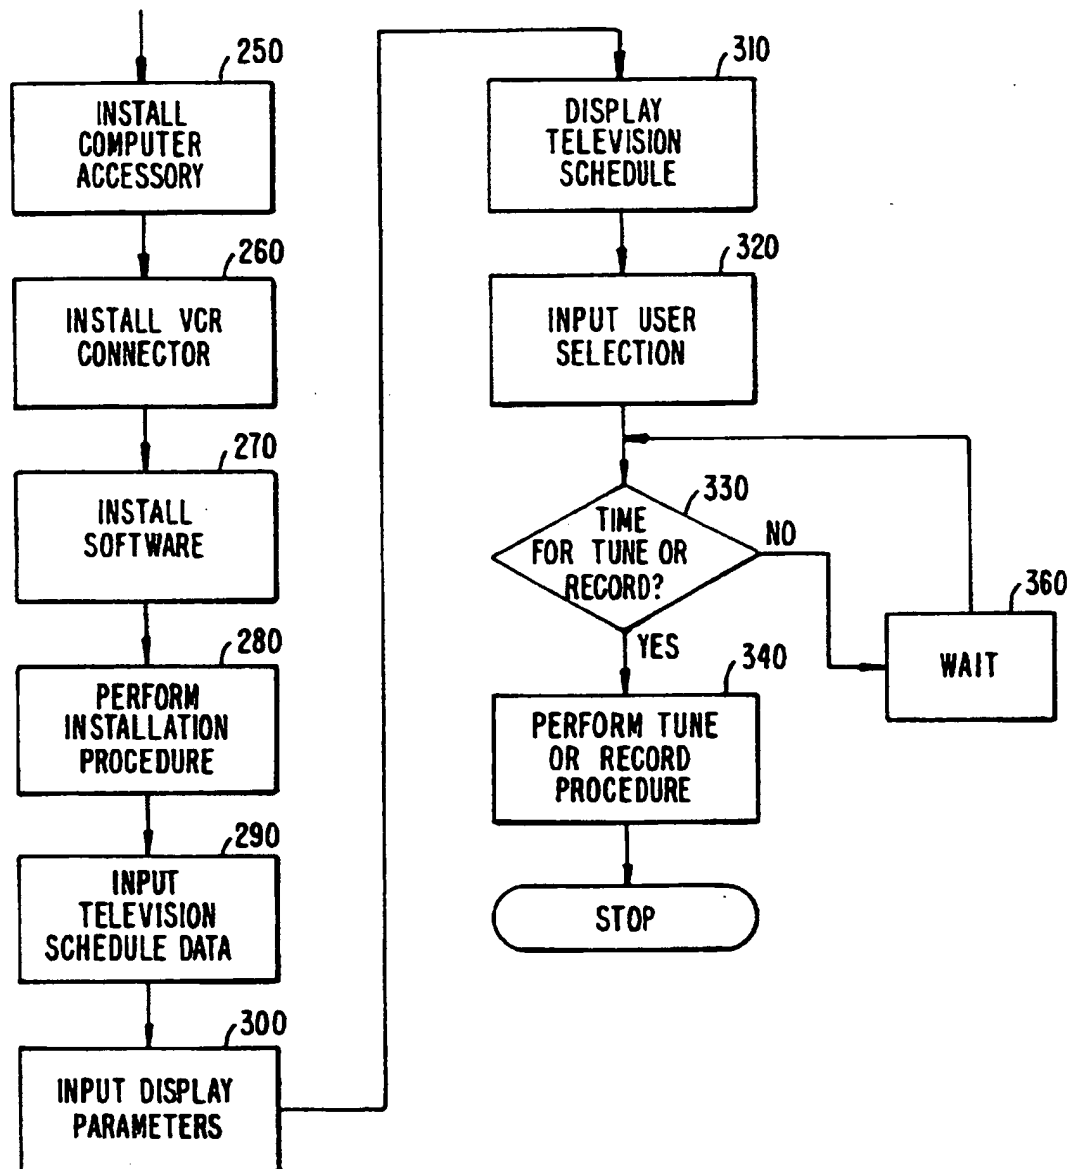 250
INSTALL
COMPUTER
ACCESSORY
260
INSTALL VCR
CONNECTOR
270
INSTALL
SOFTWARE
280
PERFORM
INSTALLATION
PROCEDURE
290
INPUT
TELEVISION
SCHEDULE DATA
300
INPUT DISPLAY
PARAMETERS
310
DISPLAY
TELEVISION
SCHEDULE
320
INPUT USER
SELECTION
330
TIME
FOR TUNE OR
RECORD?
NO
YES
360
WAIT
340
PERFORM TUNE
OR RECORD
PROCEDURE
STOP